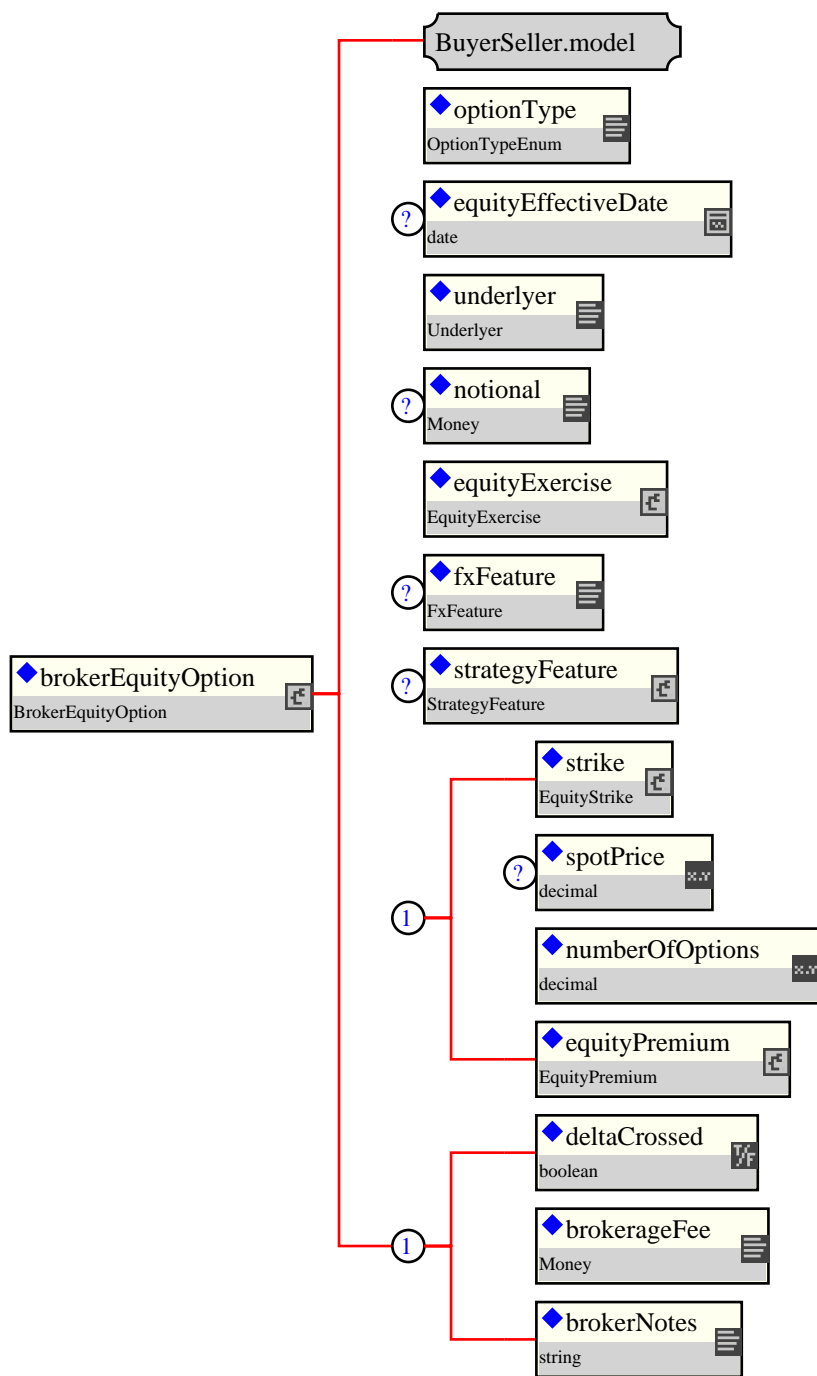 BuyerSeller.model
optionType
OptionTypeEnum
?
equityEffectiveDate
date
underlyer
Underlyer
?
notional
Money
equityExercise
EquityExercise
?
fxFeature
FxFeature
brokerEquityOption
BrokerEquityOption
?
strategyFeature
StrategyFeature
strike
EquityStrike
?
spotPrice
decimal
x.y
1
numberOfOptions
decimal
x.y
equityPremium
EquityPremium
deltaCrossed
boolean
T/F
1
brokerageFee
Money
brokerNotes
string